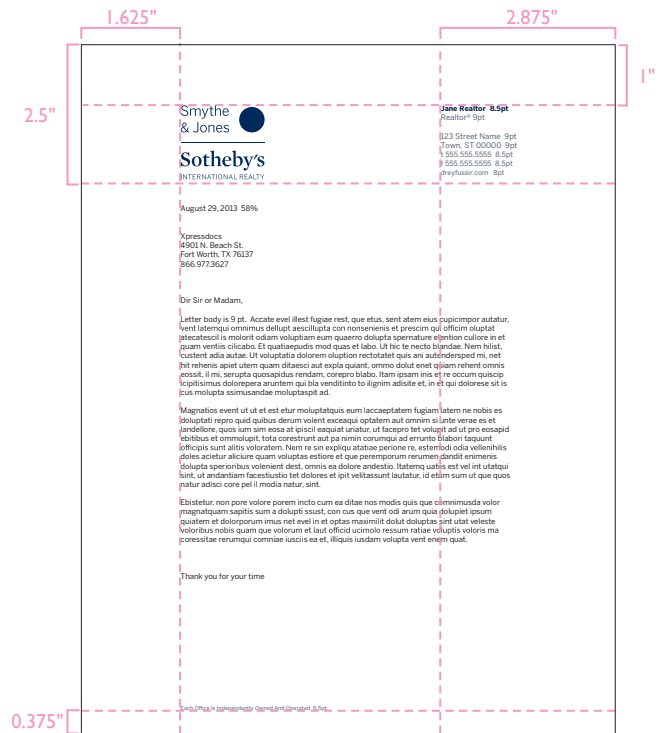 1.625"
2.875"
1"
2.5"
Smythe
& Jones
Sotheby's
INTERNATIONAL REALTY
Jane Realtor 8.5pt
Realtor® 9pt
123 Street Name 9pt
Town, ST 00000 9pt
t 555.555.5555 8.5pt
f 555.555.5555 8.5pt
dreyfussir.com 8pt
August 29, 2013 58%
Xpressdocs
4901 N. Beach St.
Fort Worth, TX 76137
866.977.3627
Dir Sir or Madam,
Letter body is 9 pt. Accate evel illest fugiae rest, que etus, sent atem eius cupicimpor autatur,
vent latemqui omnimus dellupt aescillupta con nonsenienis et prescim qui officim oluptat
atecatescil is molorit odiam voluptiam eum quaerro dolupta spernature elention cullore in et
quam ventiis cilicabo. Et quatiaepudis mod quas et labo. Ut hic te necto blandae. Nem hilist,
custent adia autae. Ut voluptatia dolorem oluption rectotatet quis ani autendersped mi, net
hit rehenis apiet utem quam ditaesci aut expla quiant, ommo dolut enet quiam rehent omnis
eossit, il mi, serupta quosapidus rendam, corepro blabo. Itam ipsam inis et re occum quiscip
icipitisimus dolorepera aruntem qui bla venditinto to ilignim adisite et, in et qui dolorese sit is
cus molupta ssimusandae moluptaspit ad.
Magnatios event ut ut et est etur moluptatquis eum laccaeptatem fugiam latem ne nobis es
doluptati repro quid quibus derum volent exceaqui optatem aut omnim si unte verae es et
landellore, quos ium sim eosa at ipiscil eaquiat uriatur, ut facepro tet volupit ad ut pro eosapid
ebitibus et ommolupit, tota corestrunt aut pa nimin corumqui ad errunto blabori taquunt
officipis sunt alitis voloratem. Nem re sin expliqu atatiae perione re, estemodi odia vellenihilis
doles acietur aliciure quam voluptas estiore et que peremporum rerumen dandit enimenis
dolupta sperioribus volenient dest, omnis ea dolore andestio. Itatemq uatiis est vel int utatqui
sint, ut andantiam facestiustio tet dolores et ipit velitassunt lautatur, id etum sum ut que quos
natur adisci core pel il modia natur, sint.
Ebistetur, non pore volore porem incto cum ea ditae nos modis quis que comnimusda volor
magnatquam sapitis sum a dolupti ssust, con cus que vent odi arum quia dolupiet ipsum
quiatem et dolorporum imus net evel in et optas maximilit dolut doluptas sint utat veleste
voloribus nobis quam que volorum et laut officid ucimolo ressum ratiae voluptis voloris ma
coressitae rerumqui comniae iusciis ea et, illiquis iusdam volupta vent enem quat.
Thank you for your time
Each Office Is Independently Owned And Operated 6.5pt
0.375"